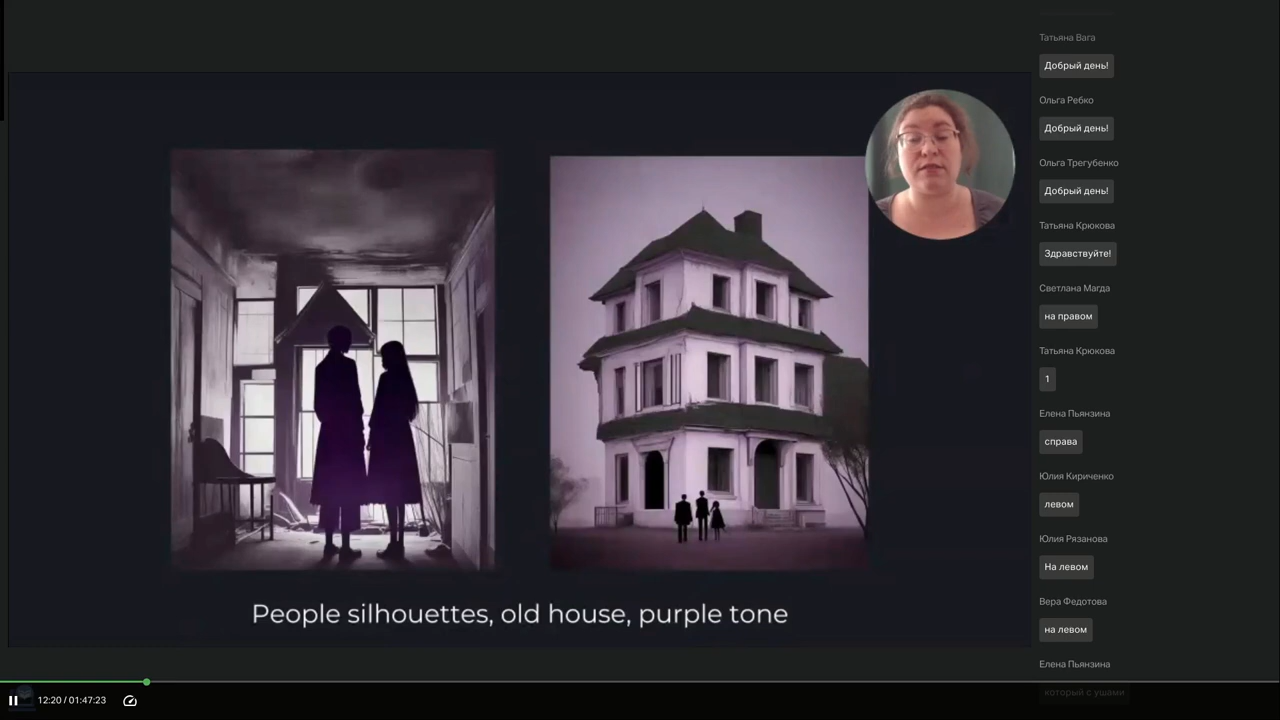 People silhouettes, old house, purple tone
12:20 / 01:47:23
Татьяна Вага
Добрый день!
Ольга Ребко
Добрый день!
Ольга Трегубенко
Добрый день!
Татьяна Крюкова
Здравствуйте!
Светлана Магда
на правом
Татьяна Крюкова
1
Елена Пьянзина
справа
Юлия Кириченко
левом
Юлия Рязанова
На левом
Вера Федотова
на левом
Елена Пьянзина
который с ушами